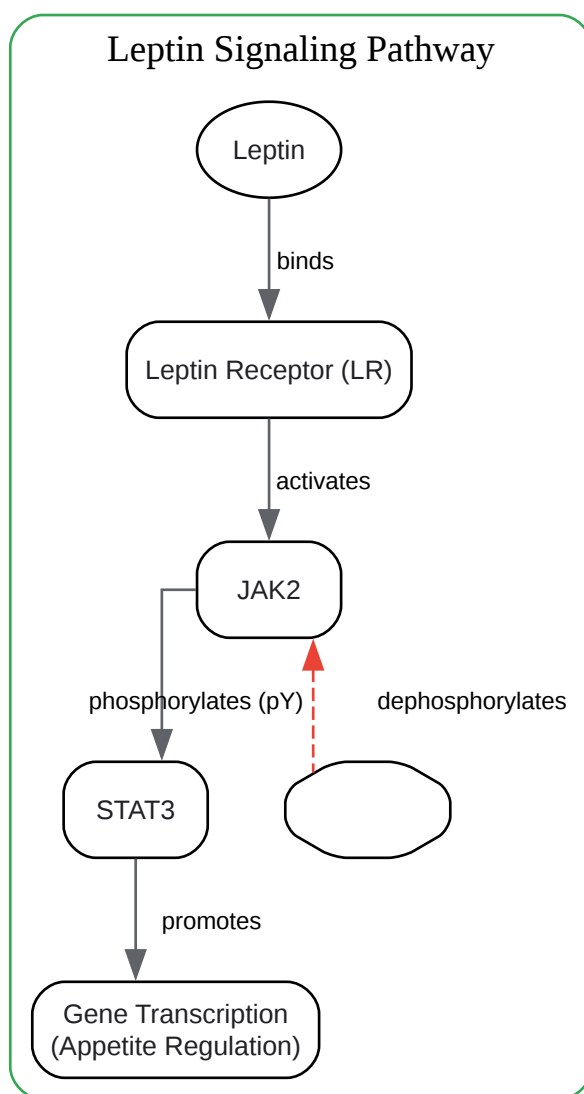 Leptin Signaling Pathway
Leptin
binds
Leptin Receptor (LR)
activates
JAK2
phosphorylates (pY)
dephosphorylates
STAT3
promotes
Gene Transcription
(Appetite Regulation)